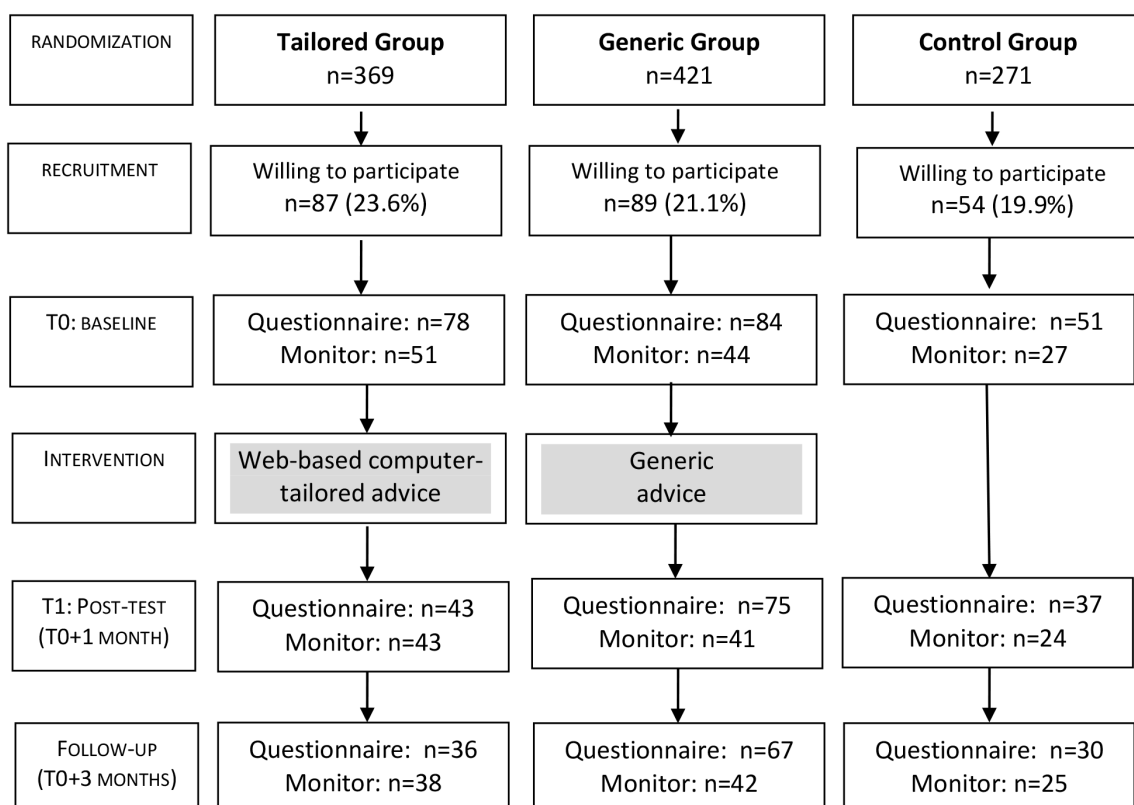 RANDOMIZATION
Tailored Group
n=369
Generic Group
n=421
Control Group
n=271
RECRUITMENT
Willing to participate
n=87 (23.6%)
Willing to participate
n=89 (21.1%)
Willing to participate
n=54 (19.9%)
T0: BASELINE
Questionnaire: n=78
Monitor: n=51
Questionnaire: n=84
Monitor: n=44
Questionnaire: n=51
Monitor: n=27
INTERVENTION
Web-based computer-
tailored advice
Generic
advice
T1: POST-TEST
(T0+1 MONTH)
Questionnaire: n=43
Monitor: n=43
Questionnaire: n=75
Monitor: n=41
Questionnaire: n=37
Monitor: n=24
FOLLOW-UP
(T0+3 MONTHS)
Questionnaire: n=36
Monitor: n=38
Questionnaire: n=67
Monitor: n=42
Questionnaire: n=30
Monitor: n=25